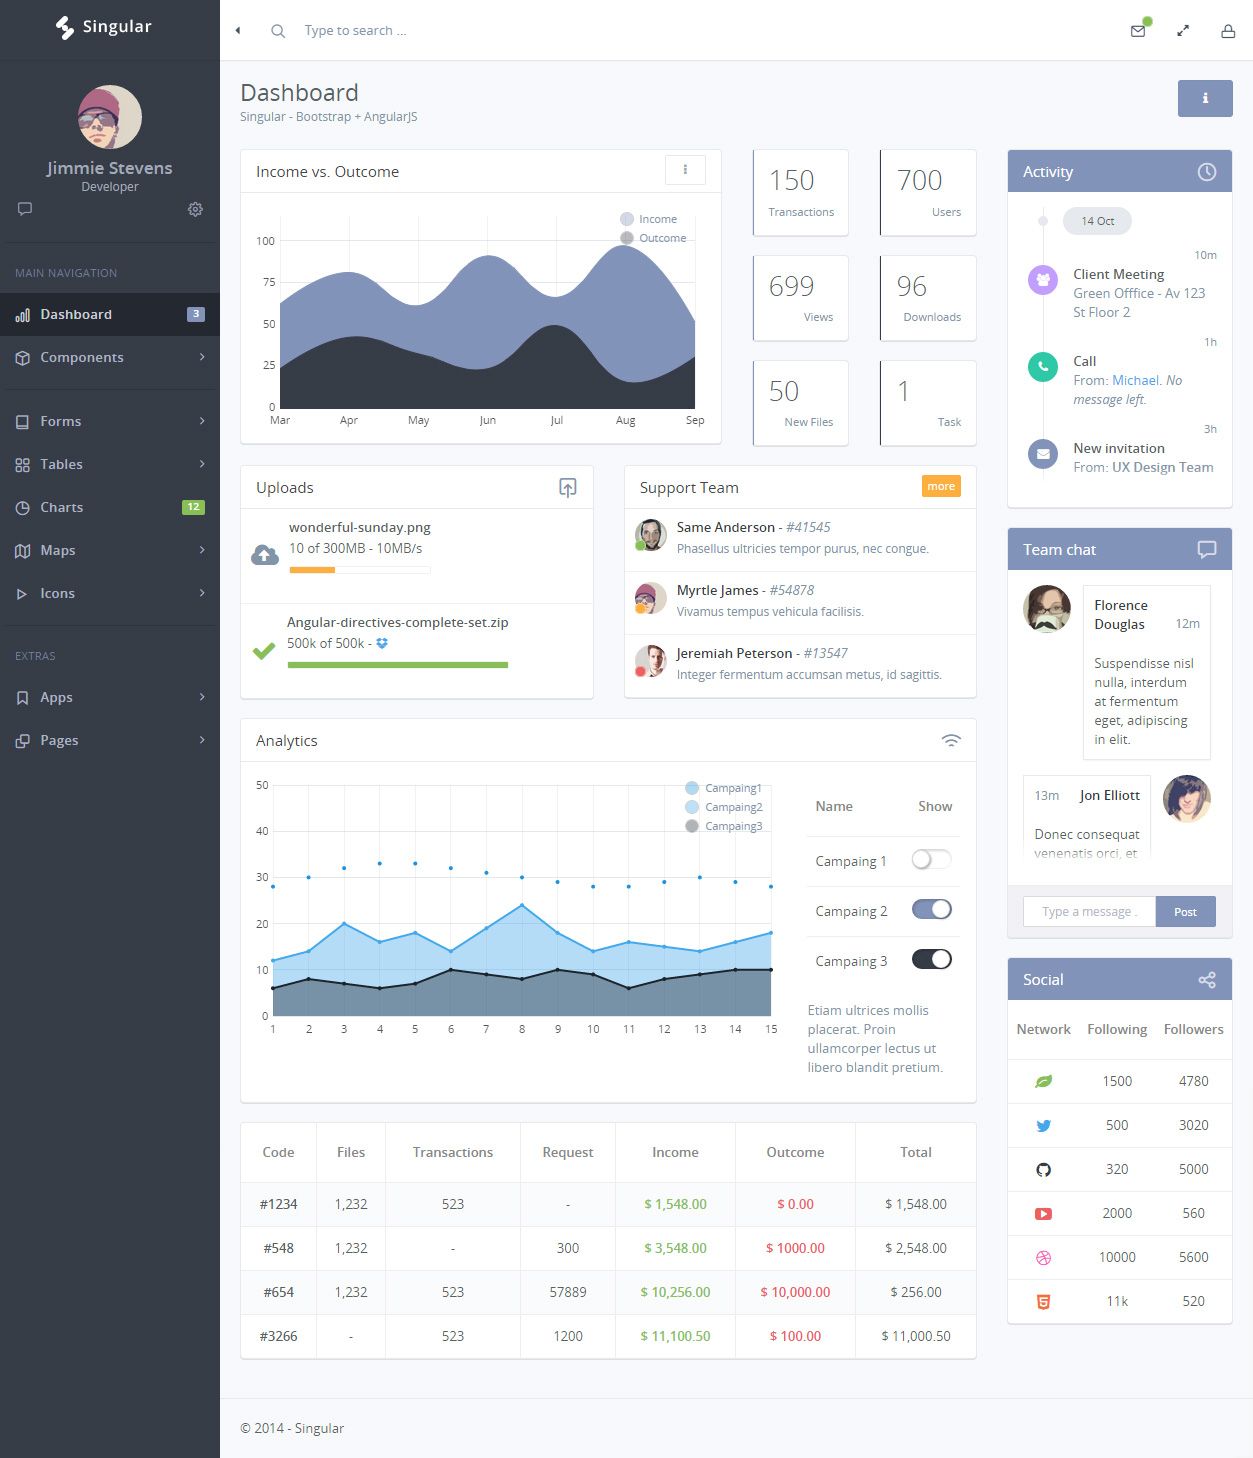 Singular
Type to search ...
Jimmie Stevens
Developer
MAIN NAVIGATION
Dashboard 3
Components
Forms
Tables
Charts 12
Maps
Icons
EXTRAS
Apps
Pages
Dashboard
Singular - Bootstrap + AngularJS
Income vs. Outcome
Income
Outcome
100
75
50
25
0
Mar Apr May Jun Jul Aug Sep
150
Transactions
700
Users
699
Views
96
Downloads
50
New Files
1
Task
Uploads
wonderful-sunday.png
10 of 300MB - 10MB/s
Angular-directives-complete-set.zip
500k of 500k -
Support Team more
Same Anderson - #41545
Phasellus ultricies tempor purus, nec congue.
Myrtle James - #54878
Vivamus tempus vehicula facilisis.
Jeremiah Peterson - #13547
Integer fermentum accumsan metus, id sagittis.
Analytics
Campaing1
Campaing2
Campaing3
50
40
30
20
10
0
1 2 3 4 5 6 7 8 9 10 11 12 13 14 15
Name Show
Campaing 1
Campaing 2
Campaing 3
Etiam ultrices mollis
placerat. Proin
ullamcorper lectus ut
libero blandit pretium.
Code Files Transactions Request Income Outcome Total
#1234 1,232 523 - $ 1,548.00 $ 0.00 $ 1,548.00
#548 1,232 - 300 $ 3,548.00 $ 1000.00 $ 2,548.00
#654 1,232 523 57889 $ 10,256.00 $ 10,000.00 $ 256.00
#3266 - 523 1200 $ 11,100.50 $ 100.00 $ 11,000.50
Activity
14 Oct
10m
Client Meeting
Green Offfice - Av 123
St Floor 2
1h
Call
From: Michael. No
message left.
3h
New invitation
From: UX Design Team
Team chat
Florence
Douglas 12m
Suspendisse nisl
nulla, interdum
at fermentum
eget, adipiscing
in elit.
13m Jon Elliott
Donec consequat
venenatis orci, et
Type a message .
Post
Social
Network Following Followers
1500 4780
500 3020
320 5000
2000 560
10000 5600
11k 520
© 2014 - Singular